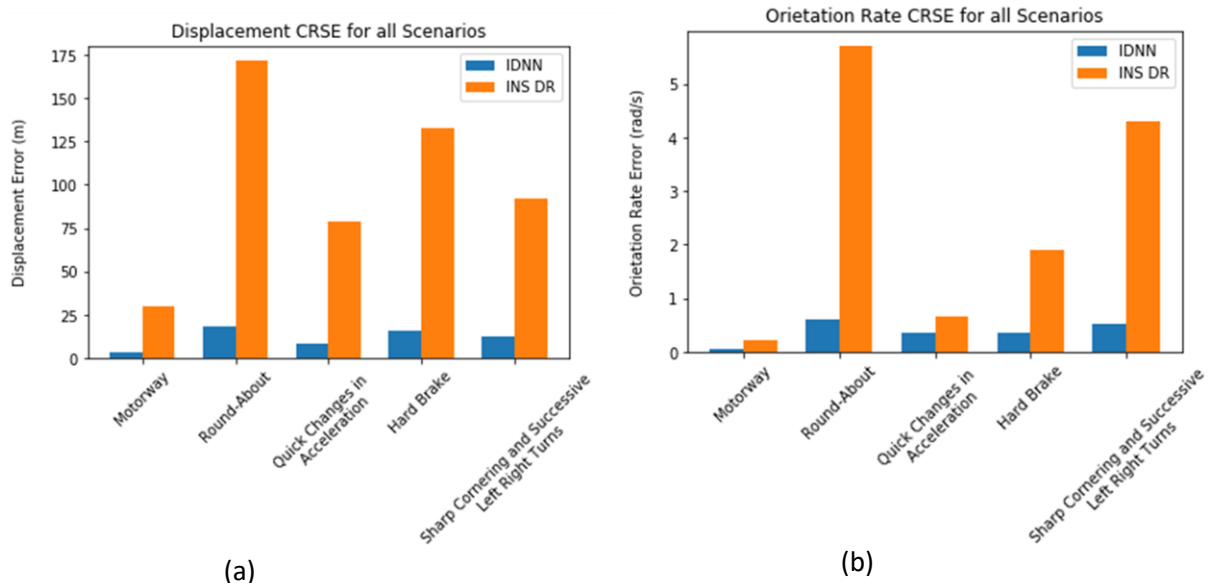 Displacement CRSE for all Scenarios
IDNN
INS DR
Displacement Error (m)
175
150
125
100
75
50
25
0
Motorway
Round-About
Quick Changes in
Acceleration
Hard Brake
Sharp Cornering and Successive
Left Right Turns
(a)
Orietation Rate CRSE for all Scenarios
IDNN
INS DR
Orietation Rate Error (rad/s)
5
4
3
2
1
0
Motorway
Round-About
Quick Changes in
Acceleration
Hard Brake
Sharp Cornering and Successive
Left Right Turns
(b)